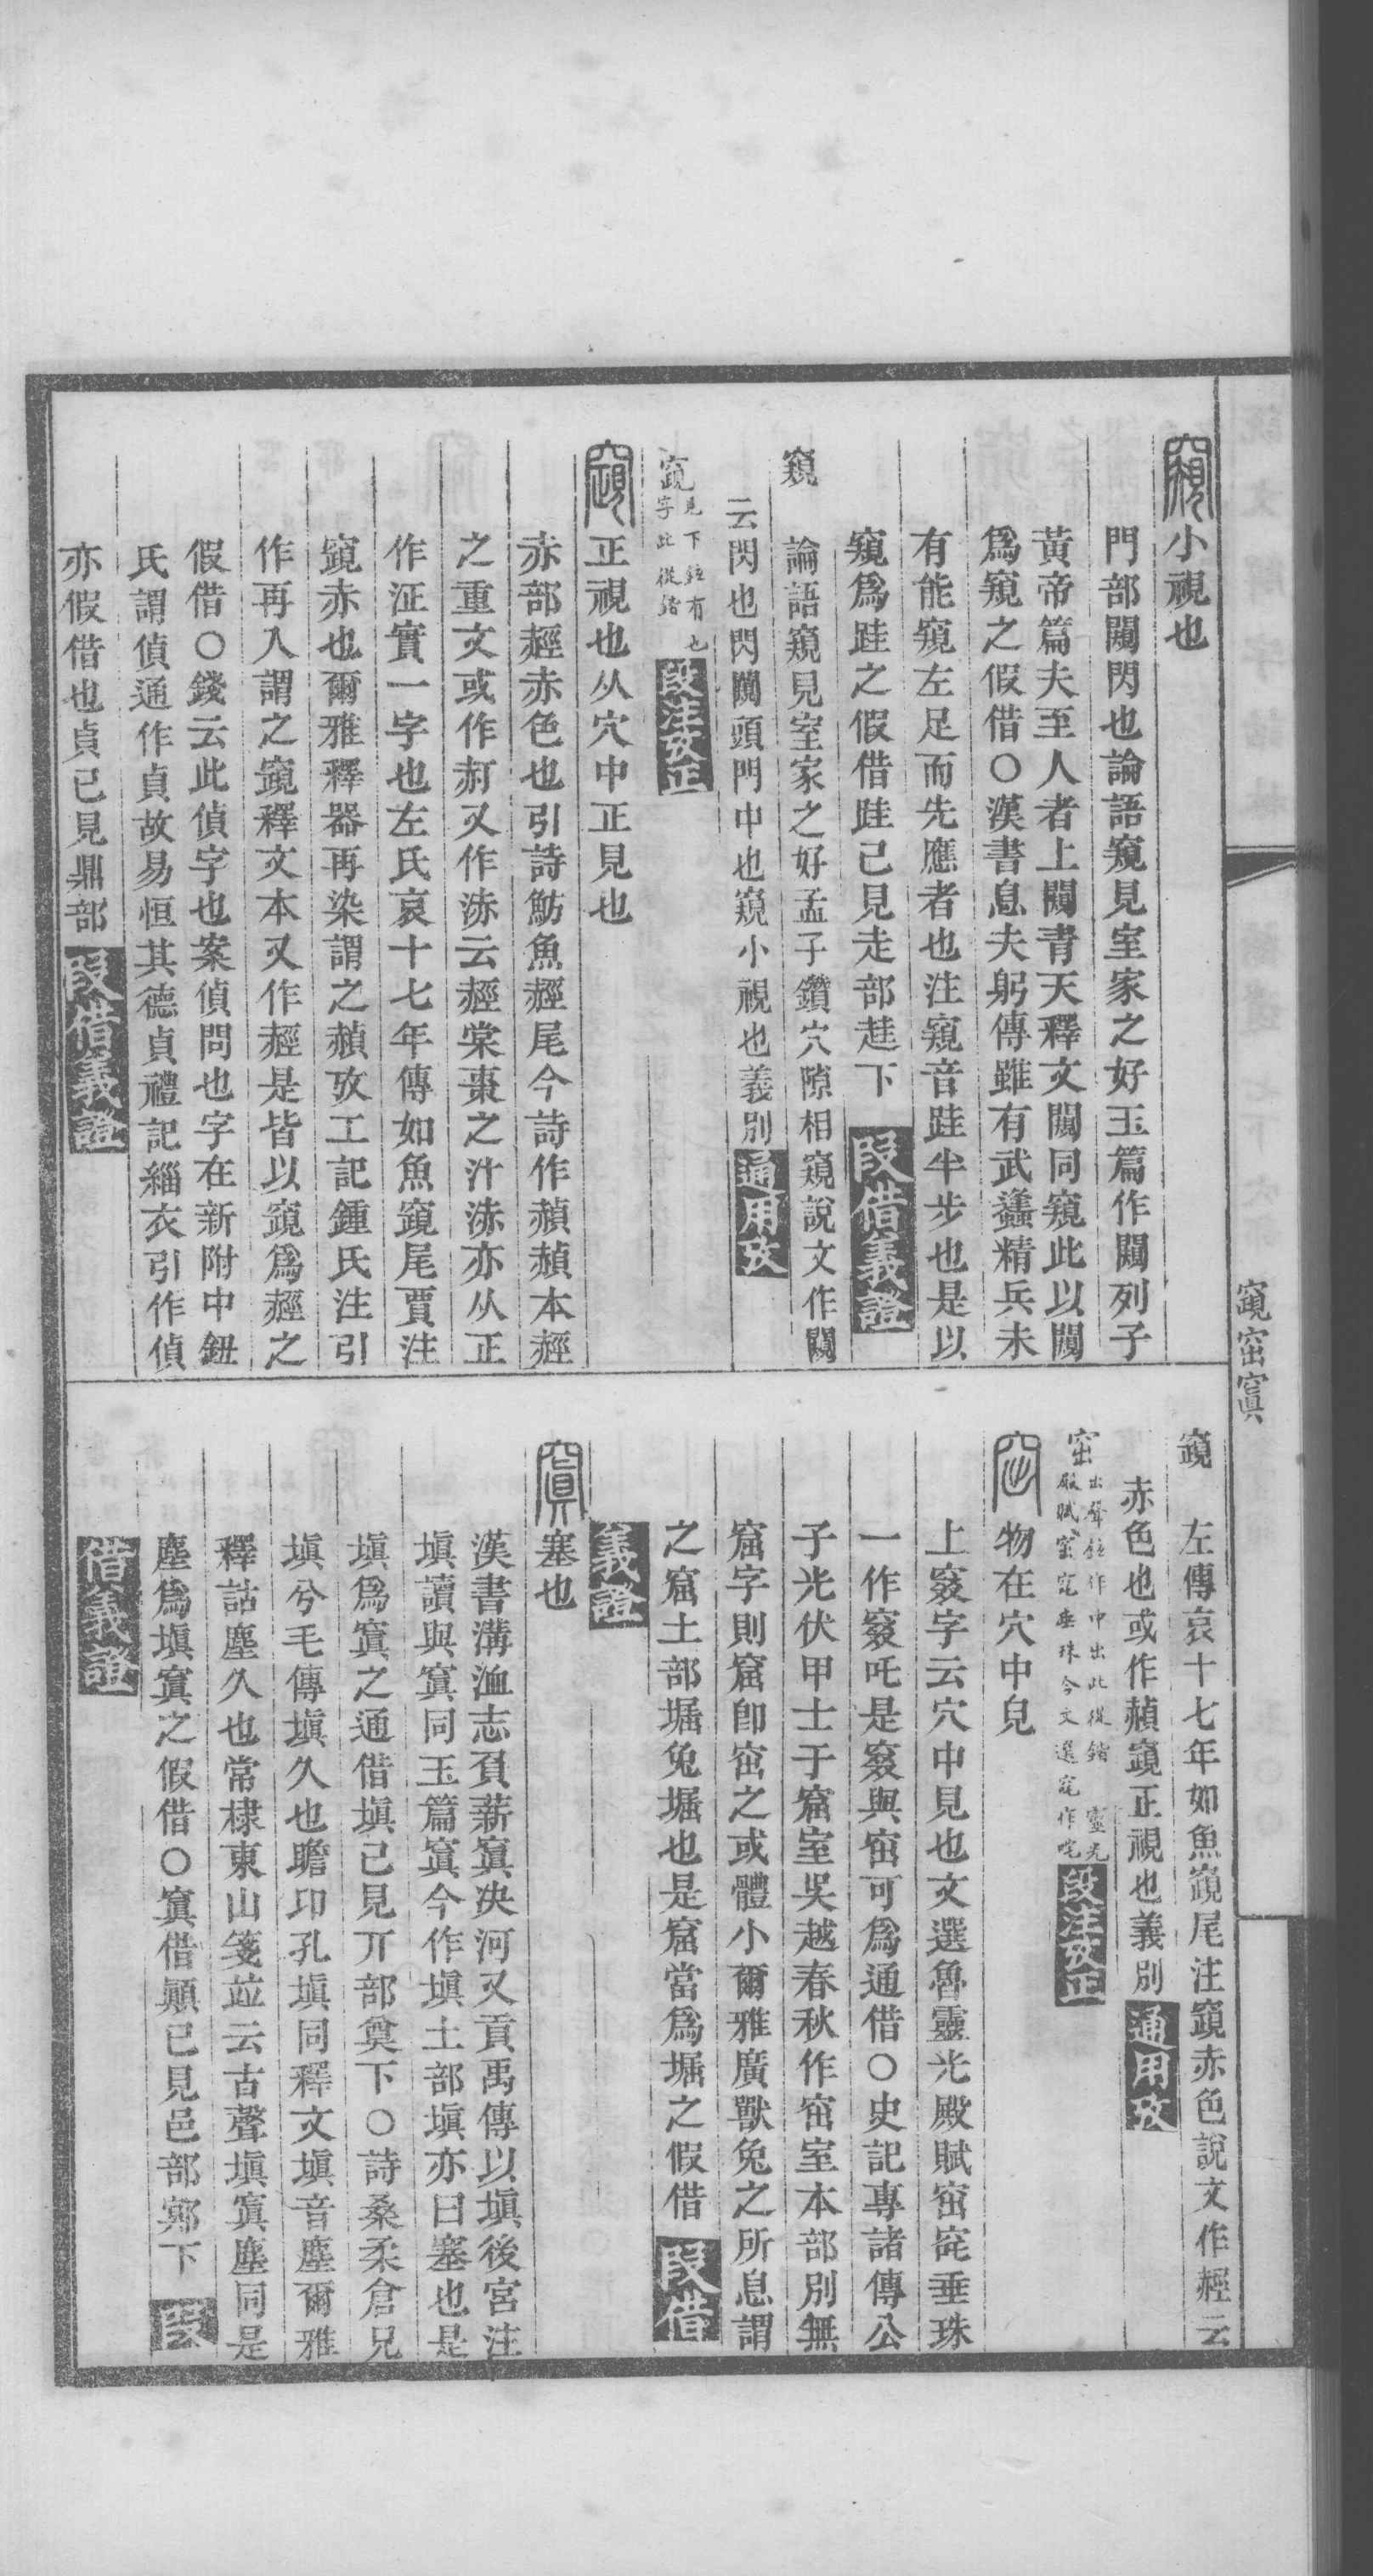 窺小視也
門部闚閃也論語窺見室家之好玉篇作闚列子
黃帝篇夫至人者上闚青天釋文闚同窺此以闚
爲窺之假借○漢書息夫躬傳雖有武蠭精兵未
有能窺左足而先應者也注窺音跬半步也是以
窺爲跬之假借跬已見走部趌下段借義證
窺 論語窺見室家之好孟子鑽穴隙相窺說文作闚
云閃也閃闚頭門中也窺小視也義別通用攷
窺見下鉉有也字此從鍇段注攷正
䞓正視也从穴中正見也
赤部經赤色也引詩魴魚䞓尾今詩作赬赬本䞓
之重文或作䞓又作浾云䞓棠棗之汁浾亦从正
作泟實一字也左氏哀十七年傳如魚竀尾賈注
竀赤也爾雅釋器再染謂之赬攷工記鍾氏注引
作再入謂之竀釋文本又作䞓是皆以竀爲䞓之
假借○錢云此偵字也案偵問也字在新附中鈕
氏謂偵通作貞故易恒其德貞禮記緇衣引作偵
亦假借也貞已見鼎部段借義證
竀窋窴
竀 左傳哀十七年如魚竀尾注竀赤色說文作䞓云
赤色也或作赬竀正視也義別通用攷
窋出聲鉉作中出此從鍇 靈光殿賦窋窀垂珠今文選窀作咤段注攷正
窋物在穴中皃
上窡字云穴中見也文選魯靈光殿賦窋窀垂珠
一作窡咤是窡與窋可爲通借○史記專諸傳公
子光伏甲士于窟室吳越春秋作窋室本部別無
窟字則窟卽窋之或體小爾雅廣獸兔之所息謂
之窟土部堀兔堀也是窟當爲堀之假借段借
義證
窴塞也
漢書溝洫志負薪窴決河又貢禹傳以塡後宮注
塡讀與窴同玉篇窴今作塡土部塡亦曰塞也是
塡爲窴之通借塡已見丌部奠下○詩桑柔倉兄
塡兮毛傳塡久也瞻卬孔塡同釋文塡音塵爾雅
釋詁塵久也常棣東山箋竝云古聲塡窴塵同是
塵爲塡窴之假借○窴借顚已見邑部鄚下段
借義證